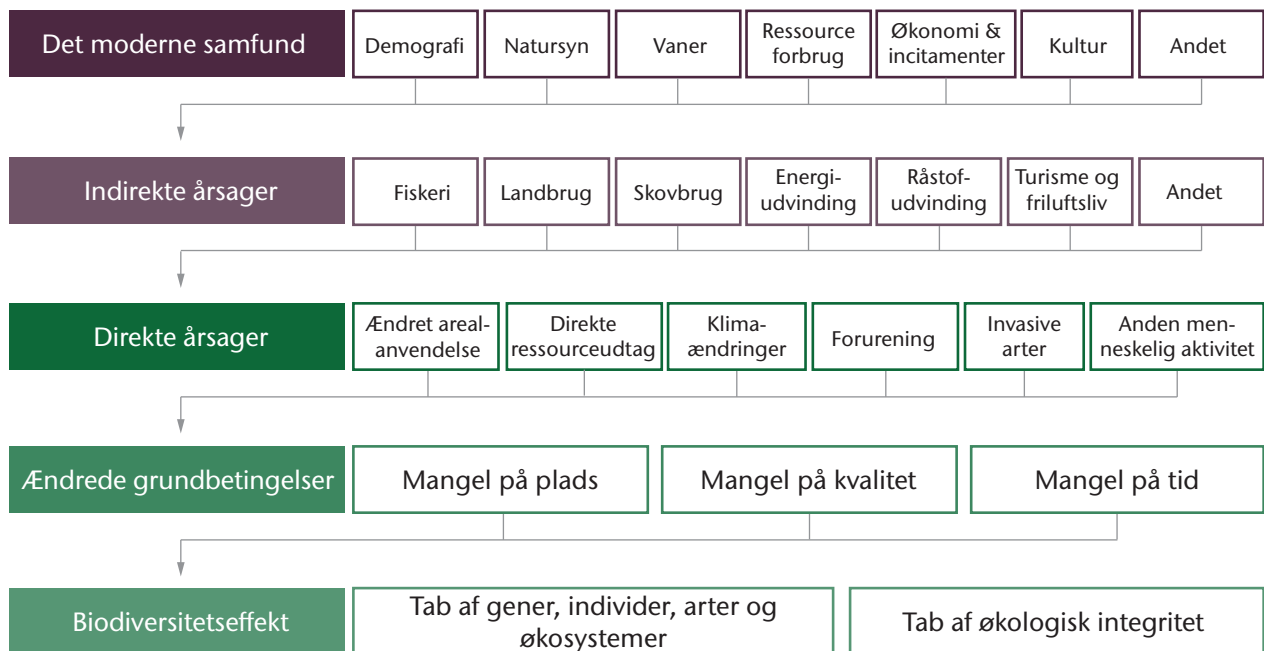 Det moderne samfund
Demografi
Natursyn
Vaner
Ressource
forbrug
Økonomi &
incitamenter
Kultur
Andet
Indirekte årsager
Fiskeri
Landbrug
Skovbrug
Energi-
udvinding
Råstof-
udvinding
Turisme og
friluftsliv
Andet
Direkte årsager
Ændret areal-
anvendelse
Direkte
ressourceudtag
Klima-
ændringer
Forurening
Invasive
arter
Anden men-
neskelig aktivitet
Ændrede grundbetingelser
Mangel på plads
Mangel på kvalitet
Mangel på tid
Biodiversitetseffekt
Tab af gener, individer, arter og
økosystemer
Tab af økologisk integritet